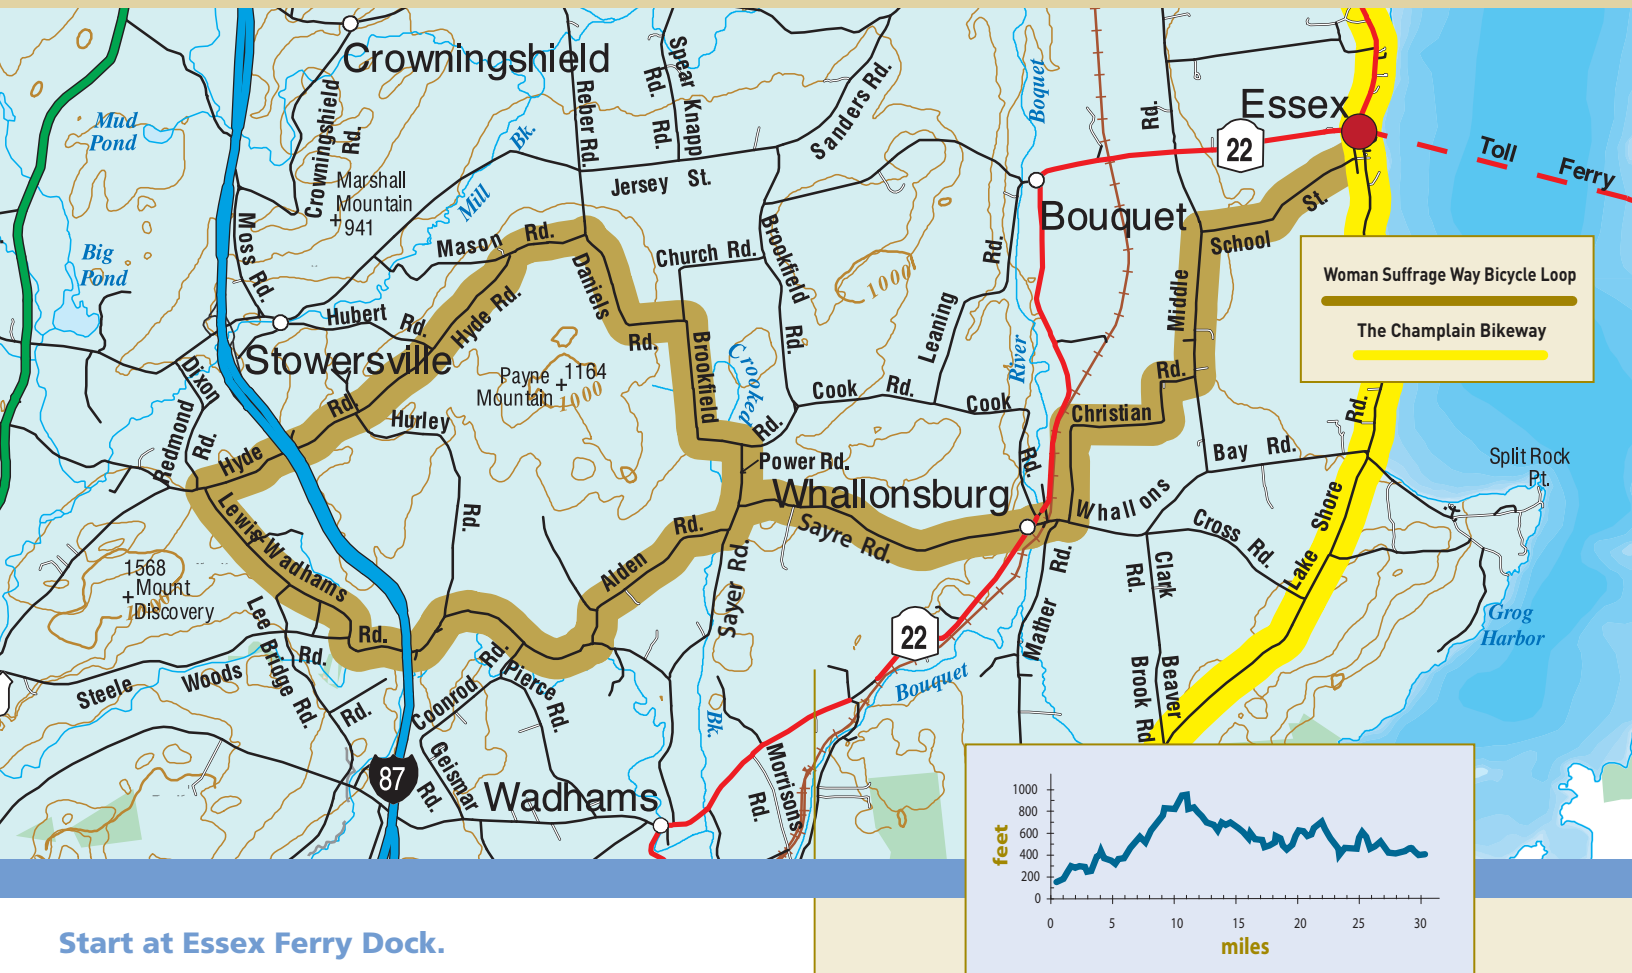 Crowningshield
Spear Knapp
Rd.
Rd.
Reber Rd.
Sanders Rd.
Boquet
Rd.
Essex
Mud
Pond
Crowningshield
Rd.
Bk.
22
Toll Ferry
Marshall
Mountain
941
Jersey St.
Mill
St.
Bouquet
School
Moss Rd.
Mason Rd.
Church Rd.
Brookfield
Rd.
Rd.
Big
Pond
Daniels
Rd.
1000
Woman Suffrage Way Bicycle Loop
The Champlain Bikeway
Middle
Rd.
Hubert Rd.
Hyde Rd.
Leaning
River
Stowersville
Brookfield
Rd.
Crooked
Payne
Mountain
1164
1000
Dixon
Rd.
Cook Rd.
Cook
Rd.
Christian
Rd.
Redmond
Rd.
Hurley
Rd.
Hyde
Power Rd.
Bay Rd.
Split Rock
Pt.
Whallonsburg
Whallons
Cross Rd.
Lake Shore
Lewis-Wadhams
Rd.
Sayre Rd.
Rd.
Alden
Sayer Rd.
1568
Mount
Discovery
1000
Rd.
Mather
Clark
Rd.
Lee Bridge Rd.
Rd.
22
Grog
Harbor
Steele Woods
Rd.
Coonrod
Rd.
Pierce
Rd.
Bouquet
Beaver
Brook Rd
Bk.
Geismar
Rd.
87
Wadhams
Morrisons
Rd
1000
800
600
400
200
0
feet
0 5 10 15 20 25 30
miles
Start at Essex Ferry Dock.